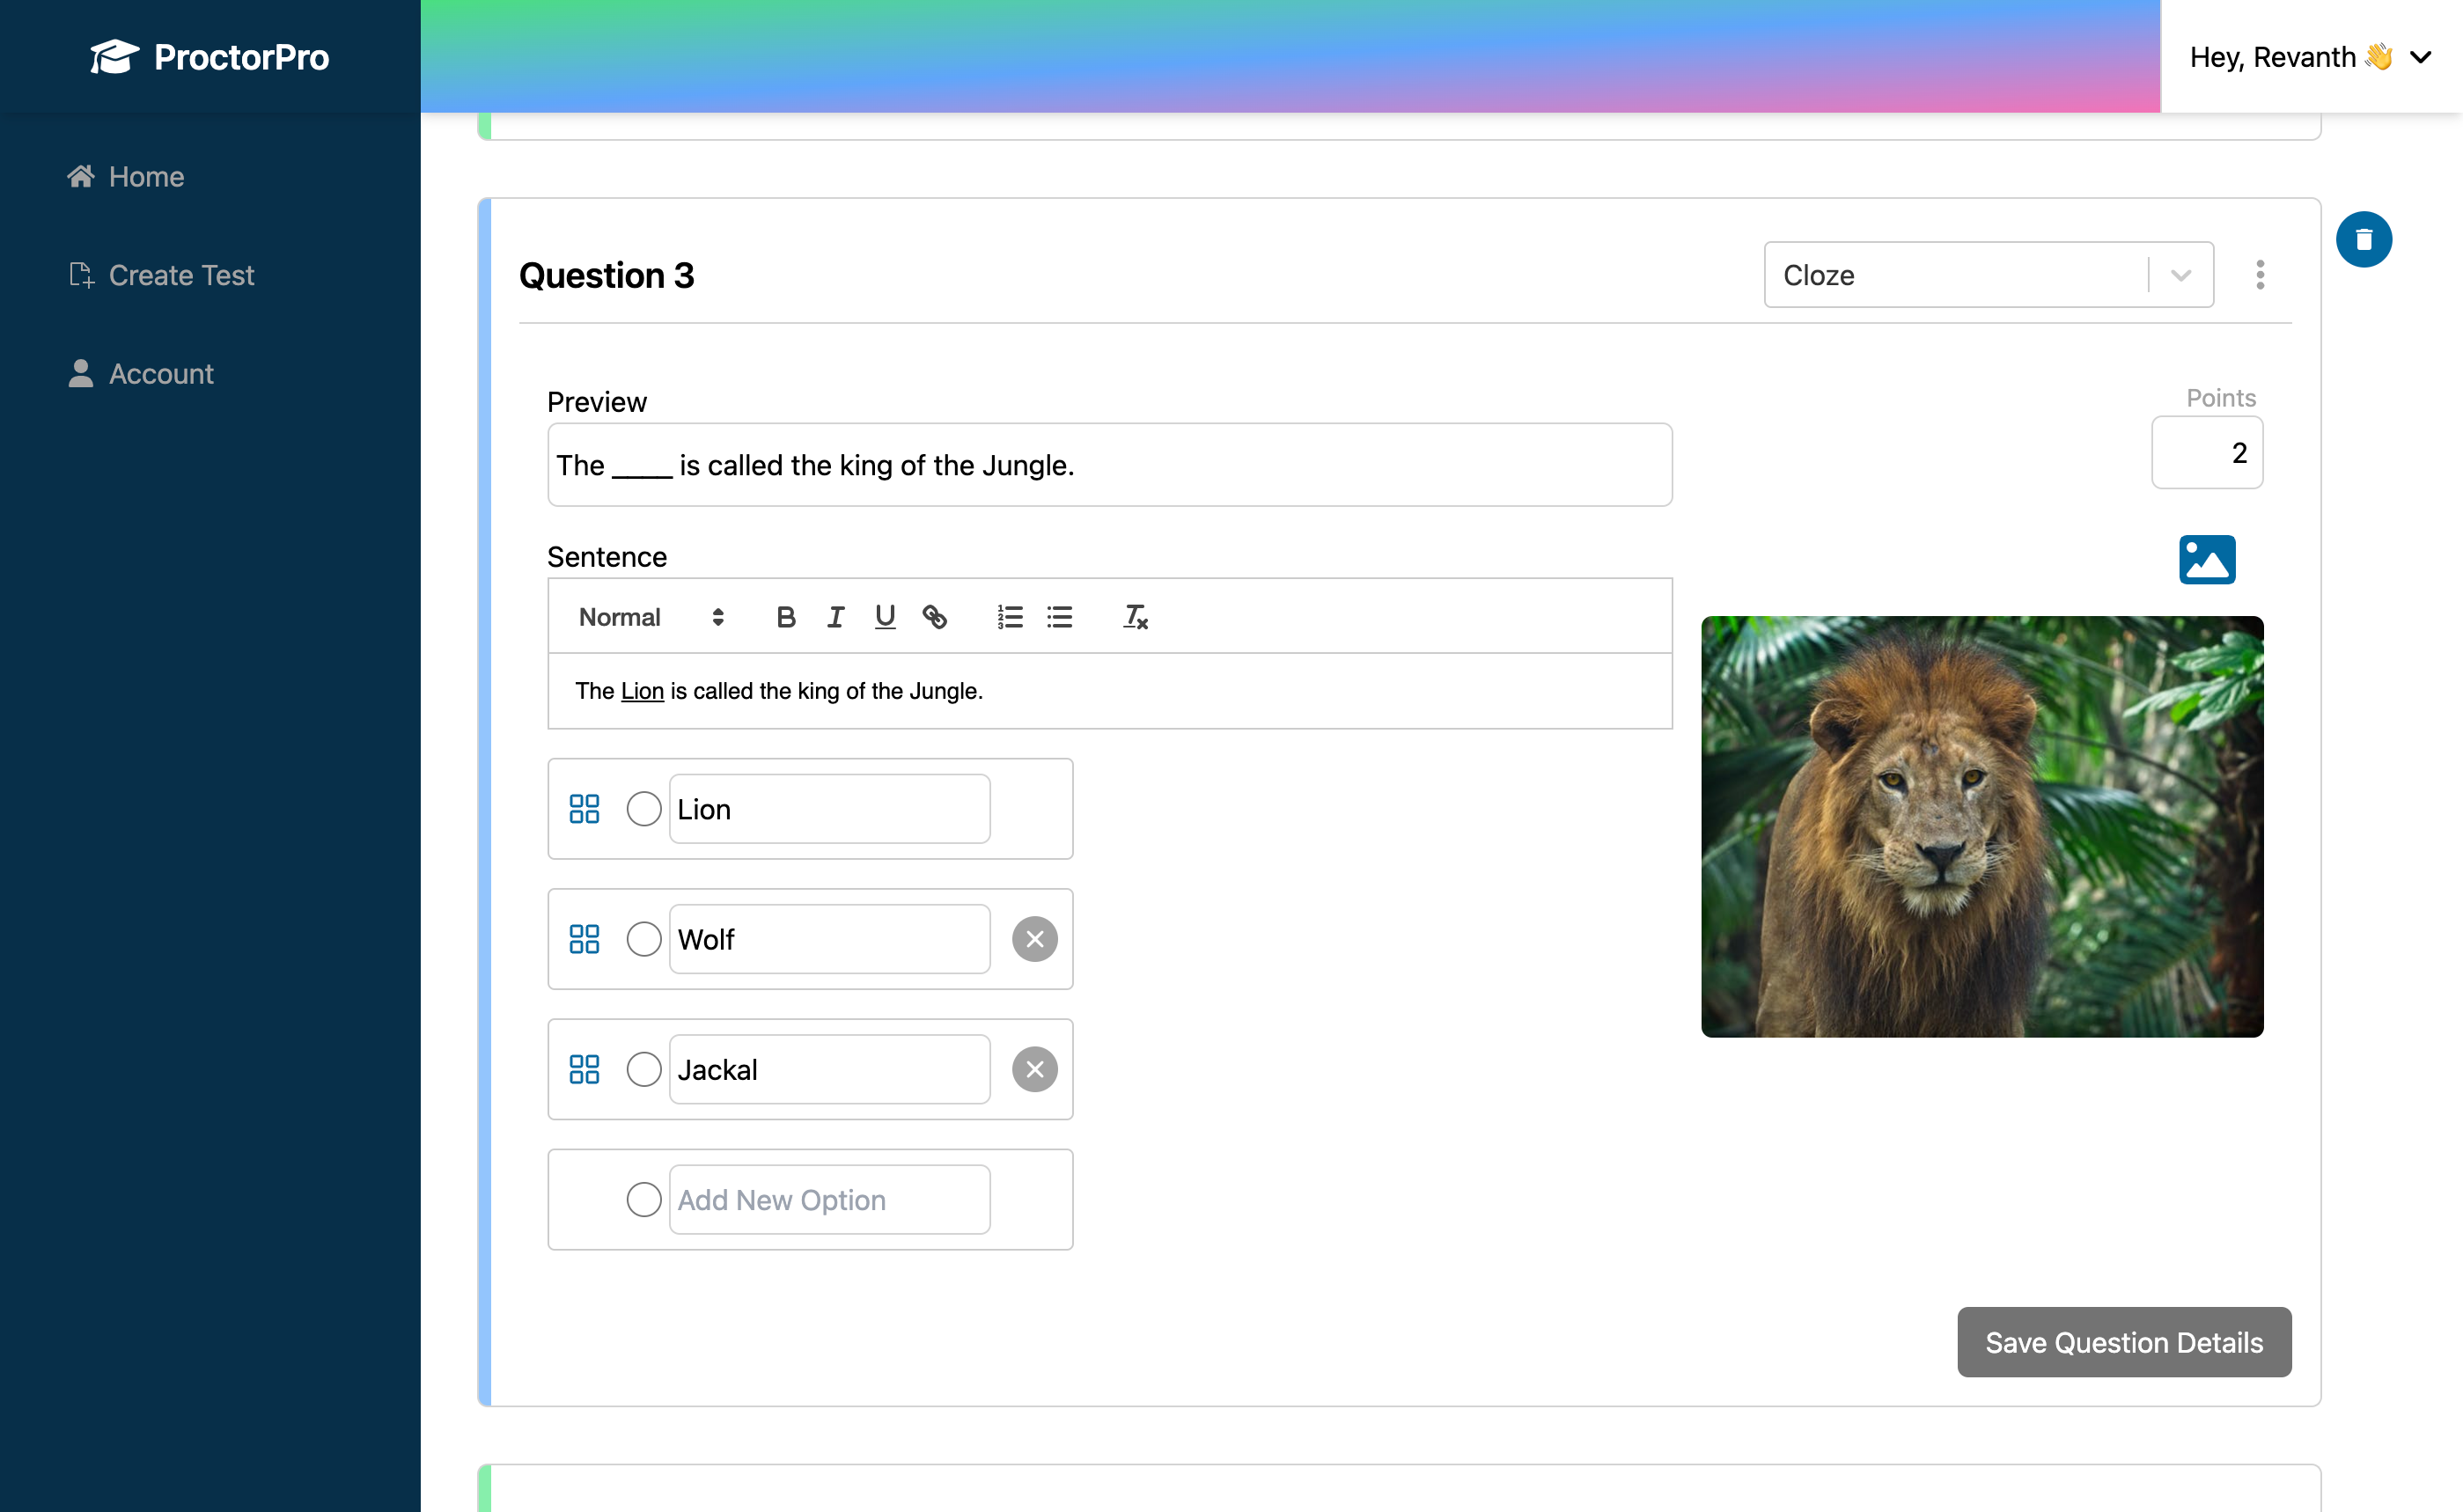 ProctorPro
Hey, Revanth 👋
Home
Create Test
Account
Question 3
Cloze
Preview
Points
The ____ is called the king of the Jungle.
2
Sentence
Normal
The Lion is called the king of the Jungle.
Lion
Wolf
Jackal
Add New Option
Save Question Details